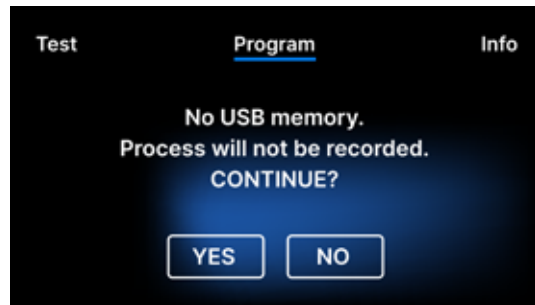 Test Program Info
No USB memory.
Process will not be recorded.
CONTINUE?
YES NO